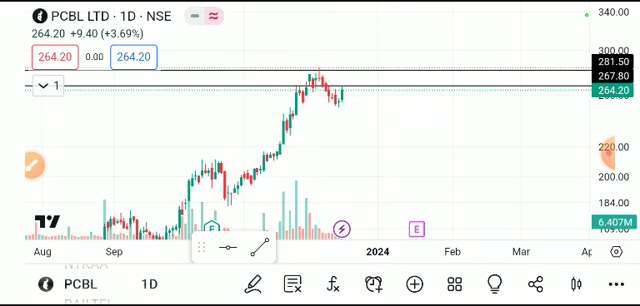 PCBL LTD · 1D · NSE
264.20 +9.40 (+3.69%)
264.20 0.00 264.20
1
340.00
300.00
281.50
267.80
264.20
220.00
200.00
184.00
6.407M
E
E
Aug Sep 2024 Feb Mar Ap
PCBL 1D